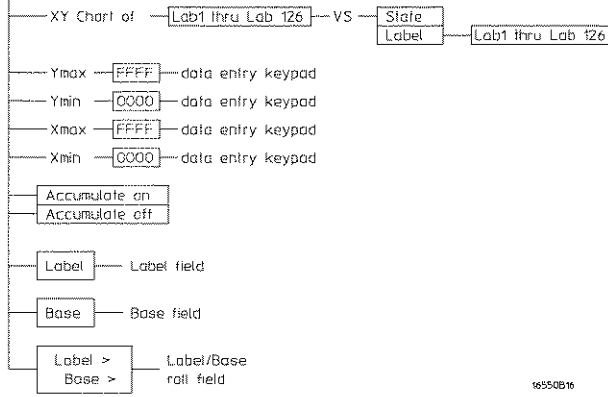 XY Chart of Lab1 thru Lab 126 VS State
Label Lab1 thru Lab 126
Ymax FFFF data entry keypad
Ymin 0000 data entry keypad
Xmax FFFF data entry keypad
Xmin 0000 data entry keypad
Accumulate on
Accumulate off
Label Label field
Base Base field
Label > Label/Base
Base > roll field
16550B16